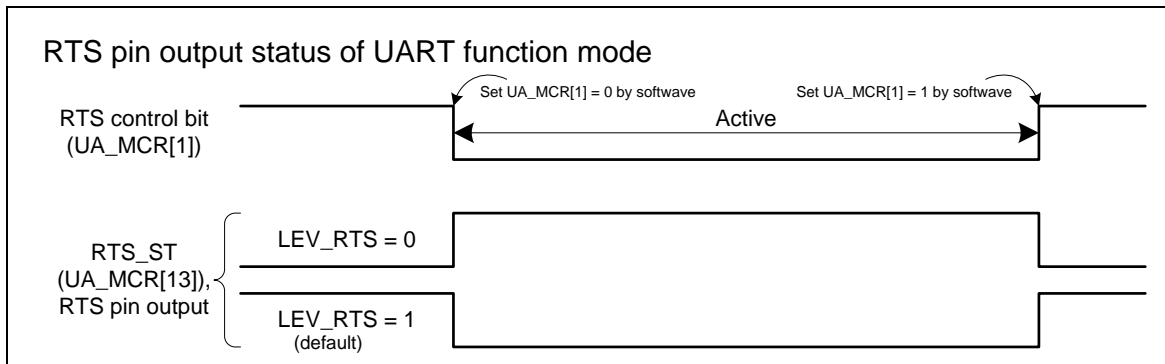 RTS pin output status of UART function mode
Set UA_MCR[1] = 0 by softwave
Set UA_MCR[1] = 1 by softwave
RTS control bit
(UA_MCR[1])
Active
RTS_ST
(UA_MCR[13]),
RTS pin output
LEV_RTS = 0
LEV_RTS = 1
(default)